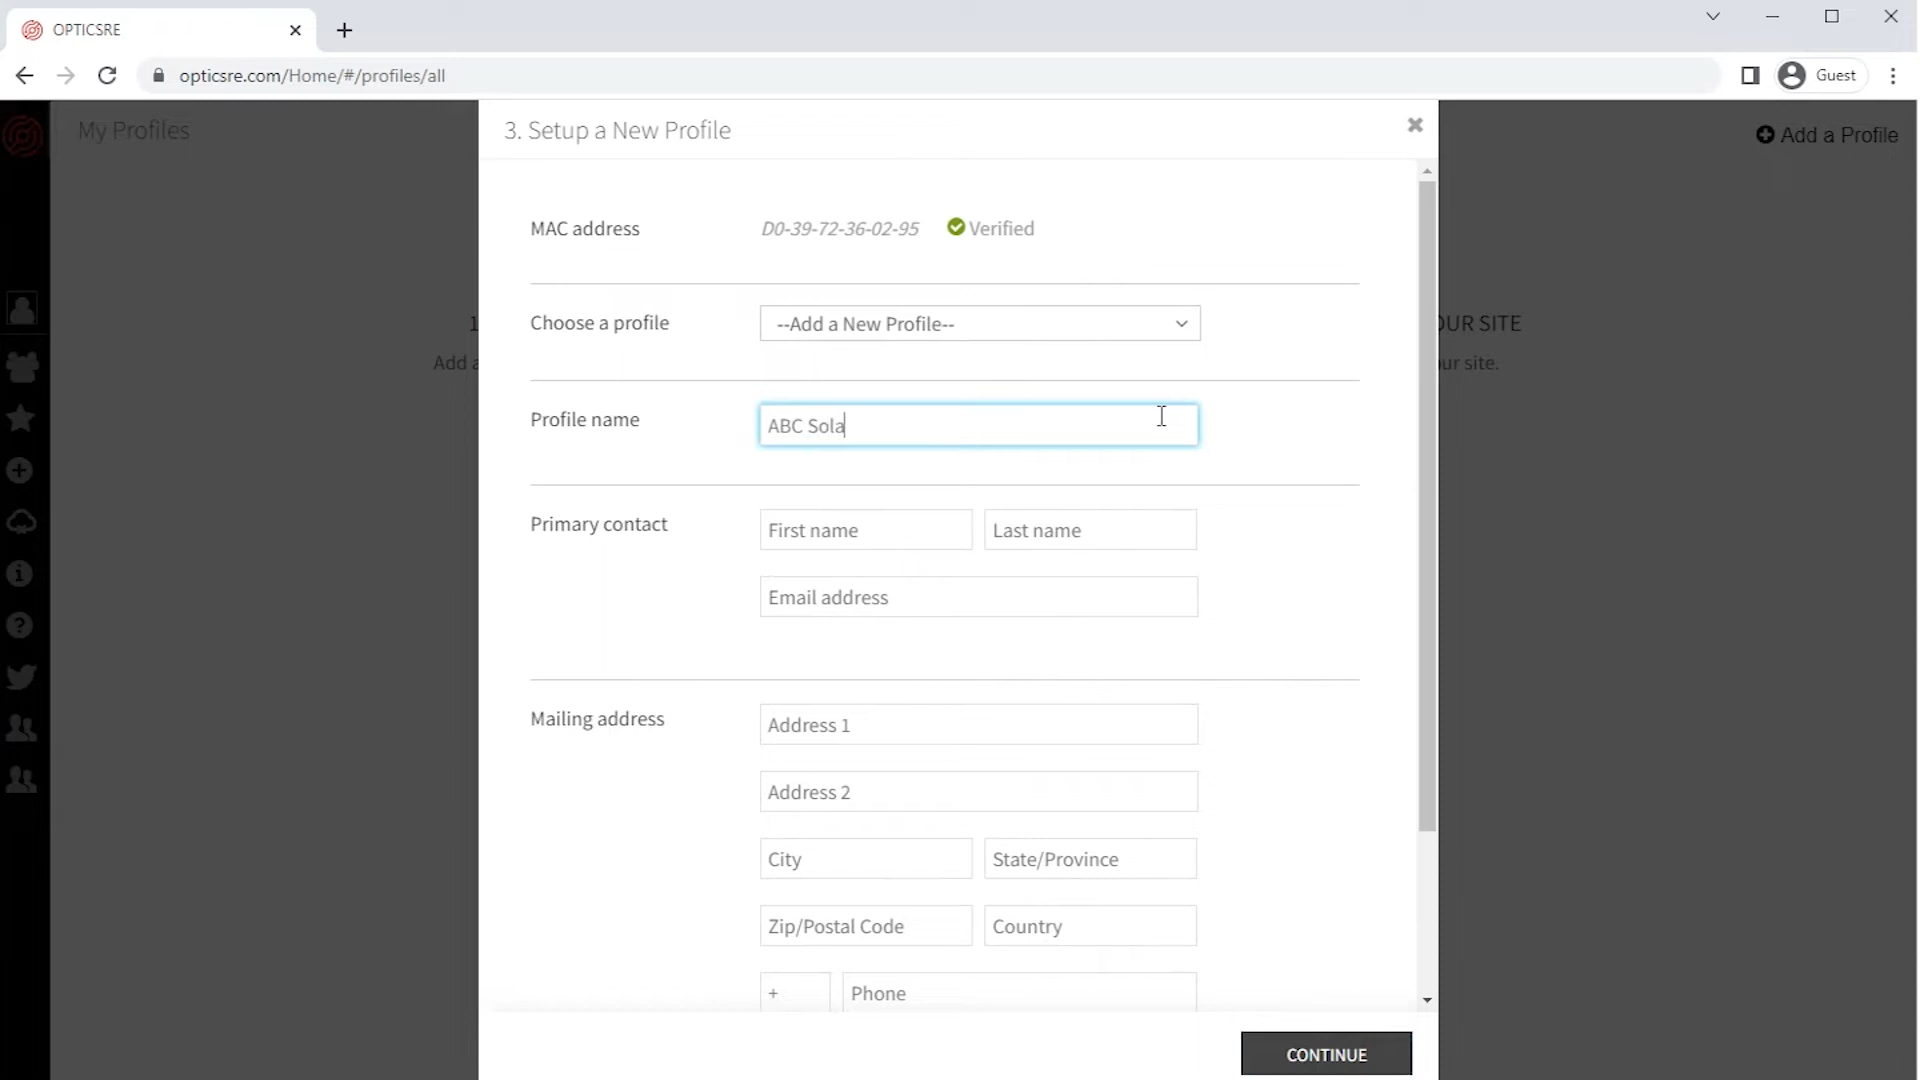 OPTICSRE
opticsre.com/Home/#/profiles/all
Guest
My Profiles
3. Setup a New Profile
Add a Profile
MAC address
D0-39-72-36-02-95
Verified
Choose a profile
--Add a New Profile--
1
OUR SITE
Add a
ur site.
Profile name
ABC Sola
Primary contact
First name
Last name
Email address
Mailing address
Address 1
Address 2
City
State/Province
Zip/Postal Code
Country
+
Phone
CONTINUE